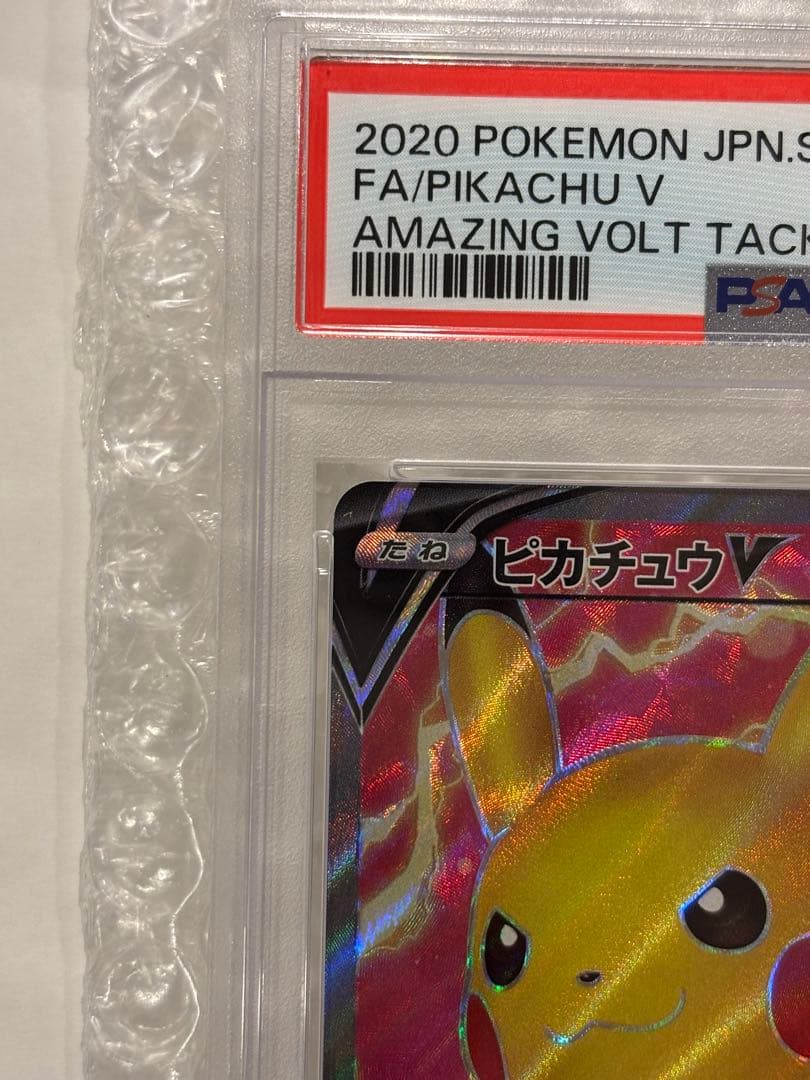 2020 POKEMON JPN.S
FA/PIKACHU V
AMAZING VOLT TACK
PSA
たね ピカチュウV